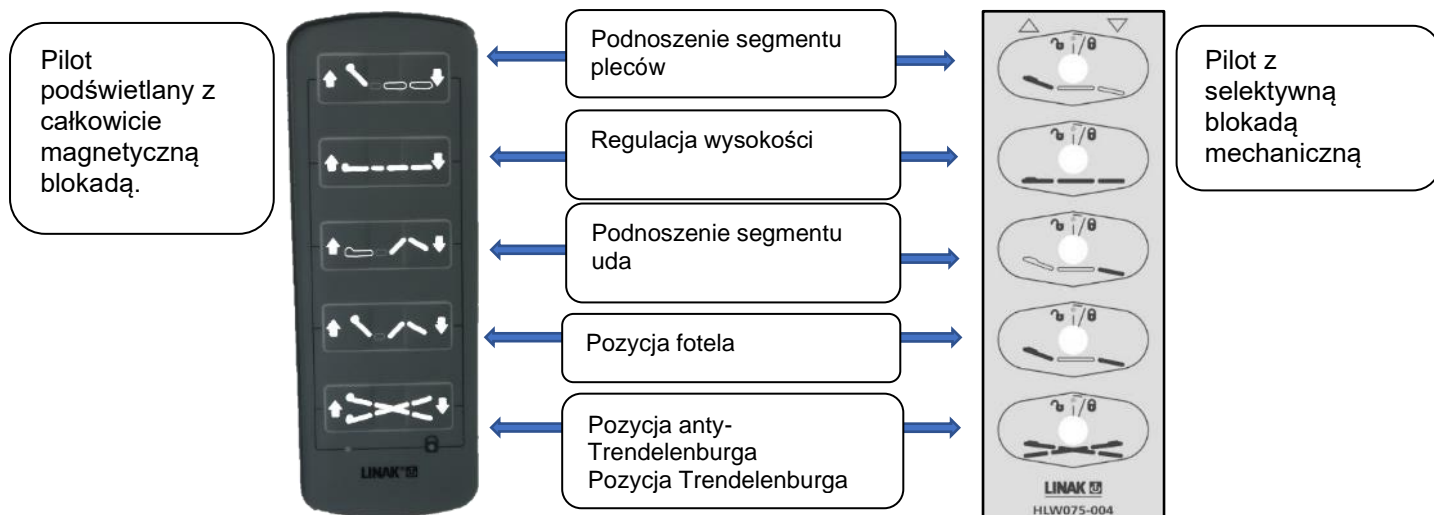 Pilot
podświetlany z
całkowicie
magnetyczną
blokadą.
LINAK
Podnoszenie segmentu
pleców
Regulacja wysokości
Podnoszenie segmentu
uda
Pozycja fotela
Pozycja anty-
Trendelenburga
Pozycja Trendelenburga
LINAK
HLW075-004
Pilot z
selektywną
blokadą
mechaniczną